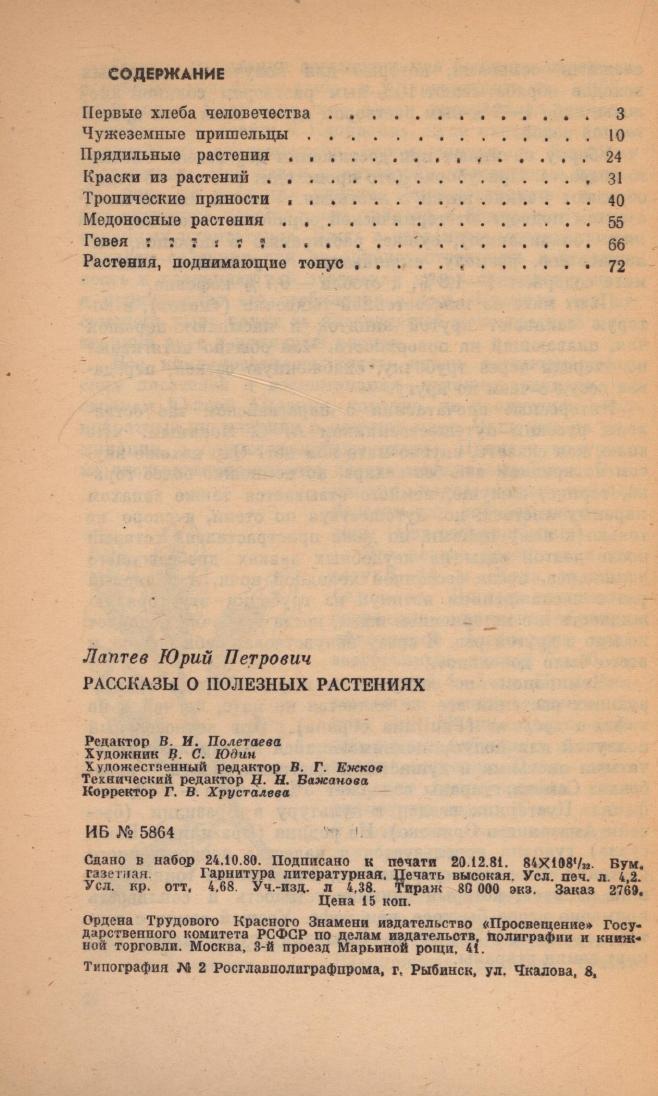 СОДЕРЖАНИЕ
Первые хлеба человечества . . . . . . . . . . . . . 3
Чужеземные пришельцы . . . . . . . . . . . . . . 10
Прядильные растения . . . . . . . . . . . . . . . 24
Краски из растений . . . . . . . . . . . . . . . . 31
Тропические пряности . . . . . . . . . . . . . . . 40
Медоносные растения . . . . . . . . . . . . . . . 55
Гевея . . . . . . . . . . . . . . . . . . . . . . 66
Растения, поднимающие тонус . . . . . . . . . . . . 72
Лаптев Юрий Петрович
РАССКАЗЫ О ПОЛЕЗНЫХ РАСТЕНИЯХ
Редактор В. И. Полетаева
Художник В. С. Юдин
Художественный редактор В. Г. Ежков
Технический редактор Н. Н. Бажанова
Корректор Г. В. Хрусталева
ИБ № 5864
Сдано в набор 24.10.80. Подписано к печати 20.12.81. 84X108¹/₃₂. Бум.
газетная. Гарнитура литературная. Печать высокая. Усл. печ. л. 4,2.
Усл. кр. отт. 4,68. Уч.-изд. л 4,38. Тираж 80 000 экз. Заказ 2769.
Цена 15 коп.
Ордена Трудового Красного Знамени издательство «Просвещение» Госу-
дарственного комитета РСФСР по делам издательств, полиграфии и книж-
ной торговли. Москва, 3-й проезд Марьиной рощи, 41.
Типография № 2 Росглавполиграфпрома, г. Рыбинск, ул. Чкалова, 8,